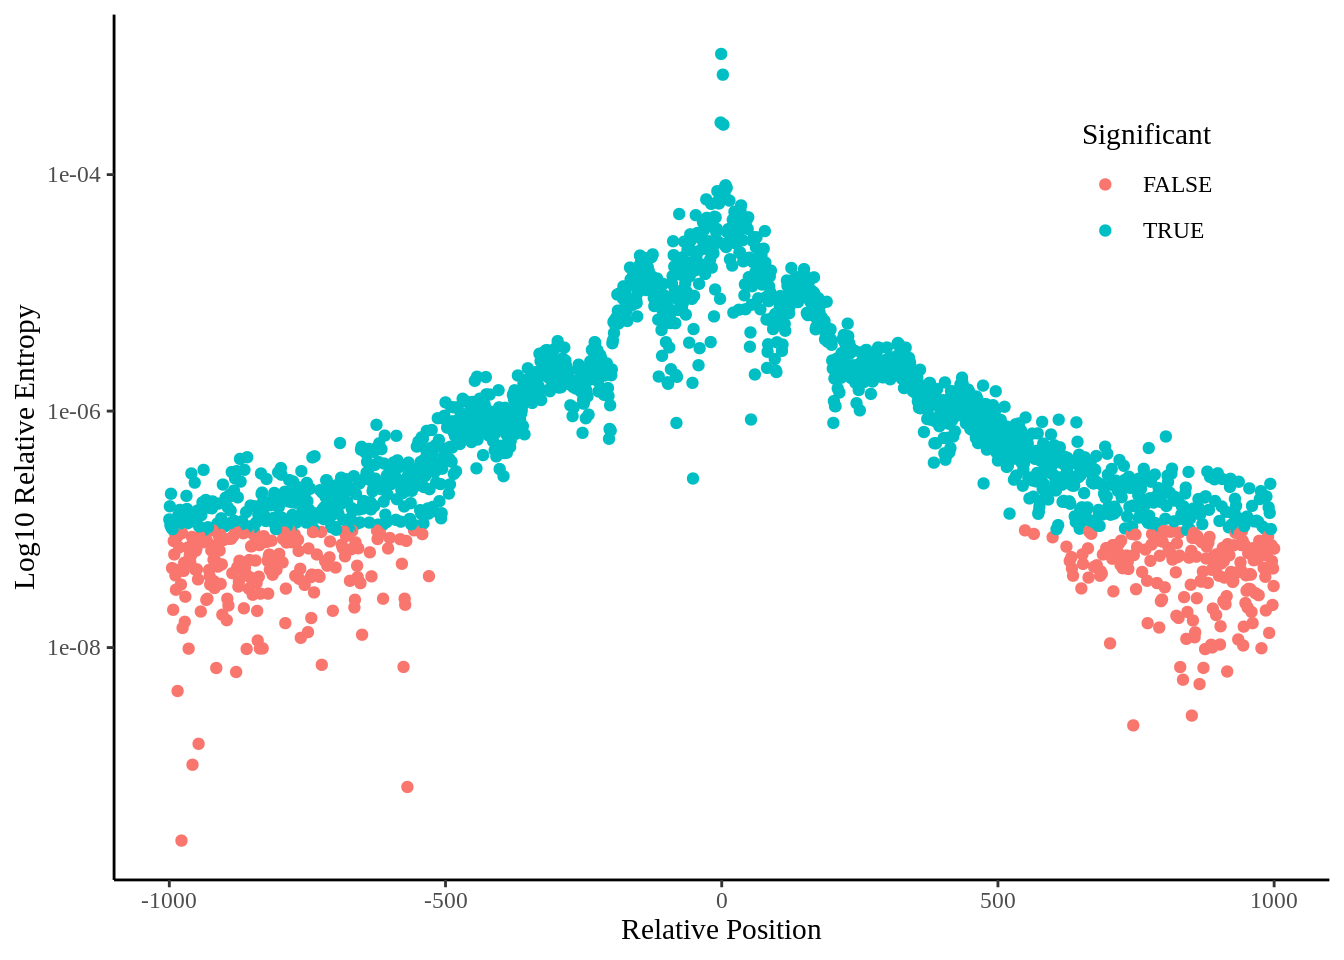 Significant
FALSE
TRUE
Log10 Relative Entropy
1e-04
1e-06
1e-08
-1000
-500
0
500
1000
Relative Position